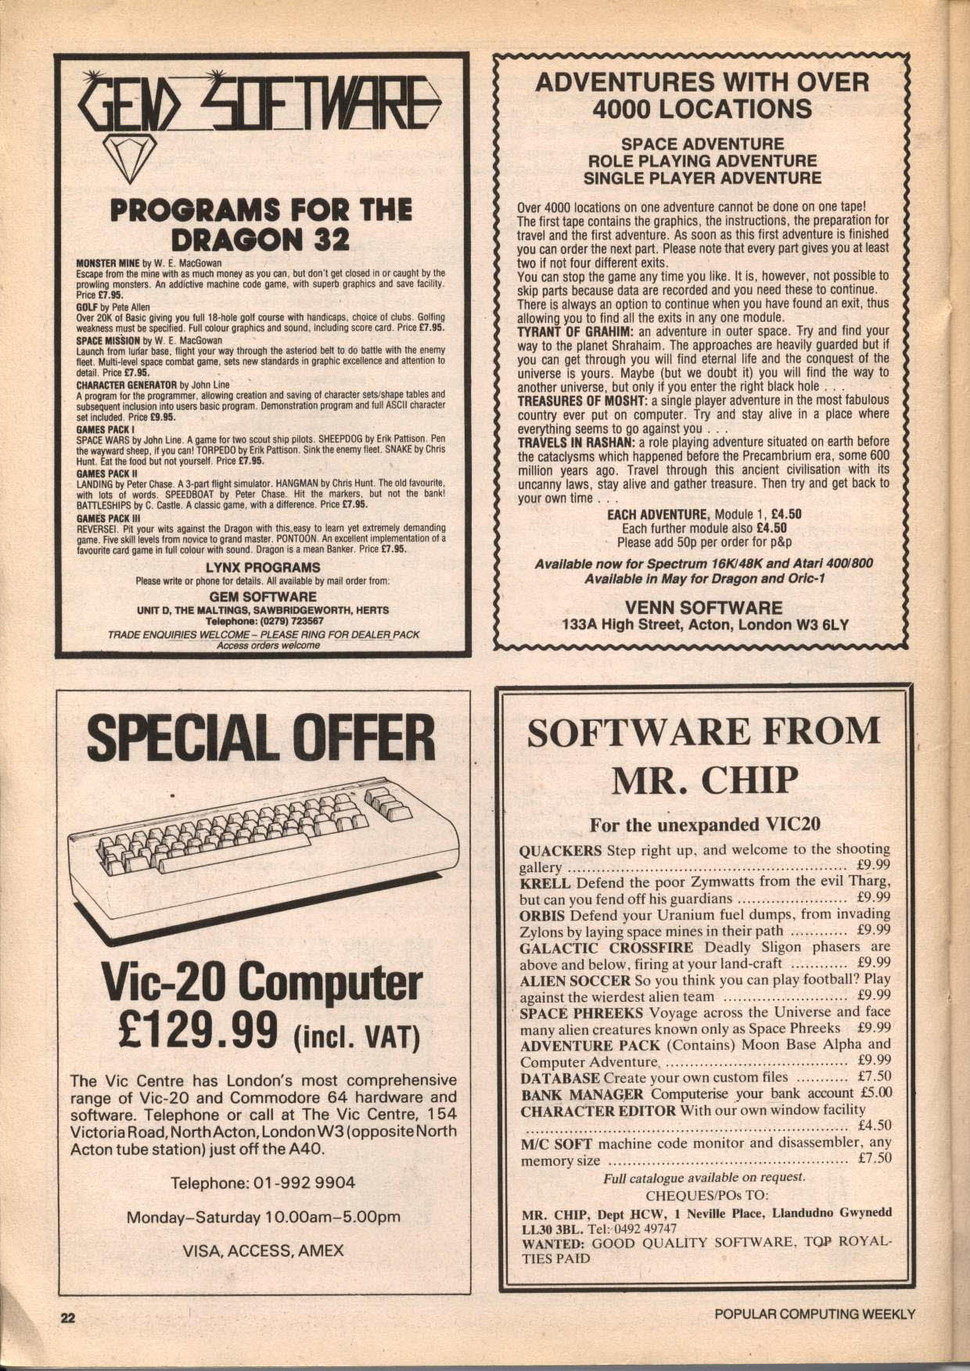 GEM SOFTWARE
PROGRAMS FOR THE
DRAGON 32
MONSTER MINE by W. E. MacGowan
Escape from the mine with as much money as you can, but don't get closed in or caught by the
prowling monsters. An addictive machine code game, with superb graphics and save facility.
Price £7.95.
GOLF by Pete Allen
Over 20K of Basic giving you full 18-hole golf course with handicaps, choice of clubs. Golfing
weakness must be specified. Full colour graphics and sound, including score card. Price £7.95.
SPACE MISSION by W. E. MacGowan
Launch from lunar base, flight your way through the asteriod belt to do battle with the enemy
fleet. Multi-level space combat game, sets new standards in graphic excellence and attention to
detail. Price £7.95.
CHARACTER GENERATOR by John Line
A program for the programmer, allowing creation and saving of character sets/shape tables and
subsequent inclusion into users basic program. Demonstration program and full ASCII character
set included. Price £9.95.
GAMES PACK I
SPACE WARS by John Line. A game for two scout ship pilots. SHEEPDOG by Erik Pattison. Pen
the wayward sheep, if you can! TORPEDO by Erik Pattison. Sink the enemy fleet. SNAKE by Chris
Hunt. Eat the food but not yourself. Price £7.95.
GAMES PACK II
LANDING by Peter Chase. A 3-part flight simulator. HANGMAN by Chris Hunt. The old favourite,
with lots of words. SPEEDBOAT by Peter Chase. Hit the markers, but not the bank!
BATTLESHIPS by C. Castle. A classic game, with a difference. Price £7.95.
GAMES PACK III
REVERSEI. Pit your wits against the Dragon with this easy to learn yet extremely demanding
game. Five skill levels from novice to grand master. PONTOON. An excellent implementation of a
favourite card game in full colour with sound. Dragon is a mean Banker. Price £7.95.
LYNX PROGRAMS
Please write or phone for details. All available by mail order from:
GEM SOFTWARE
UNIT D, THE MALTINGS, SAWBRIDGEWORTH, HERTS
Telephone: (0279) 723567
TRADE ENQUIRIES WELCOME – PLEASE RING FOR DEALER PACK
Access orders welcome
ADVENTURES WITH OVER
4000 LOCATIONS
SPACE ADVENTURE
ROLE PLAYING ADVENTURE
SINGLE PLAYER ADVENTURE
Over 4000 locations on one adventure cannot be done on one tape!
The first tape contains the graphics, the instructions, the preparation for
travel and the first adventure. As soon as this first adventure is finished
you can order the next part. Please note that every part gives you at least
two if not four different exits.
You can stop the game any time you like. It is, however, not possible to
skip parts because data are recorded and you need these to continue.
There is always an option to continue when you have found an exit, thus
allowing you to find all the exits in any one module.
TYRANT OF GRAHIM: an adventure in outer space. Try and find your
way to the planet Shrahaim. The approaches are heavily guarded but if
you can get through you will find eternal life and the conquest of the
universe is yours. Maybe (but we doubt it) you will find the way to
another universe, but only if you enter the right black hole . . .
TREASURES OF MOSHT: a single player adventure in the most fabulous
country ever put on computer. Try and stay alive in a place where
everything seems to go against you . . .
TRAVELS IN RASHAN: a role playing adventure situated on earth before
the cataclysms which happened before the Precambrium era, some 600
million years ago. Travel through this ancient civilisation with its
uncanny laws, stay alive and gather treasure. Then try and get back to
your own time . . .
EACH ADVENTURE, Module 1, £4.50
Each further module also £4.50
Please add 50p per order for p&p
Available now for Spectrum 16K/48K and Atari 400/800
Available in May for Dragon and Oric-1
VENN SOFTWARE
133A High Street, Acton, London W3 6LY
SPECIAL OFFER
Vic-20 Computer
£129.99 (incl. VAT)
The Vic Centre has London's most comprehensive
range of Vic-20 and Commodore 64 hardware and
software. Telephone or call at The Vic Centre, 154
Victoria Road, North Acton, London W3 (opposite North
Acton tube station) just off the A40.
Telephone: 01-992 9904
Monday–Saturday 10.00am–5.00pm
VISA, ACCESS, AMEX
SOFTWARE FROM
MR. CHIP
For the unexpanded VIC20
QUACKERS Step right up, and welcome to the shooting
gallery ........ £9.99
KRELL Defend the poor Zymwatts from the evil Tharg,
but can you fend off his guardians ........ £9.99
ORBIS Defend your Uranium fuel dumps, from invading
Zylons by laying space mines in their path ........ £9.99
GALACTIC CROSSFIRE Deadly Sligon phasers are
above and below, firing at your land-craft ........ £9.99
ALIEN SOCCER So you think you can play football? Play
against the wierdest alien team ........ £9.99
SPACE PHREEKS Voyage across the Universe and face
many alien creatures known only as Space Phreeks £9.99
ADVENTURE PACK (Contains) Moon Base Alpha and
Computer Adventure, ........ £9.99
DATABASE Create your own custom files ........ £7.50
BANK MANAGER Computerise your bank account £5.00
CHARACTER EDITOR With our own window facility
........ £4.50
M/C SOFT machine code monitor and disassembler, any
memory size ........ £7.50
Full catalogue available on request.
CHEQUES/POs TO:
MR. CHIP, Dept HCW, 1 Neville Place, Llandudno Gwynedd
LL30 3BL. Tel: 0492 49747
WANTED: GOOD QUALITY SOFTWARE, TOP ROYAL-
TIES PAID
22
POPULAR COMPUTING WEEKLY